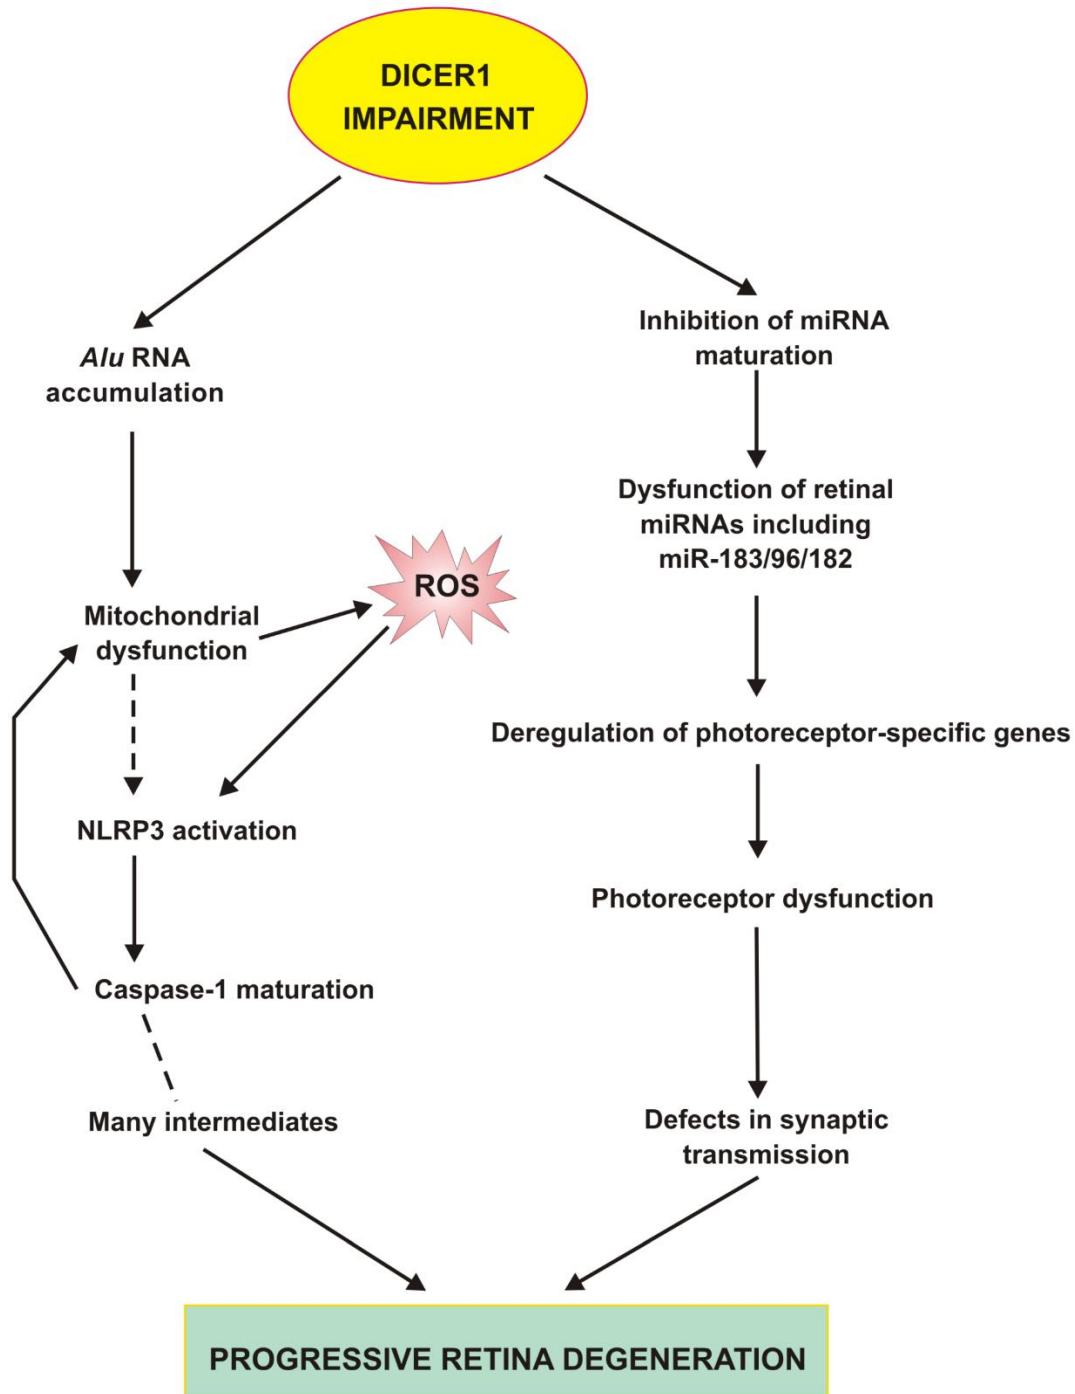 DICER1
IMPAIRMENT
Alu RNA
accumulation
Mitochondrial
dysfunction
ROS
NLRP3 activation
Caspase-1 maturation
Many intermediates
Inhibition of miRNA
maturation
Dysfunction of retinal
miRNAs including
miR-183/96/182
Deregulation of photoreceptor-specific genes
Photoreceptor dysfunction
Defects in synaptic
transmission
PROGRESSIVE RETINA DEGENERATION